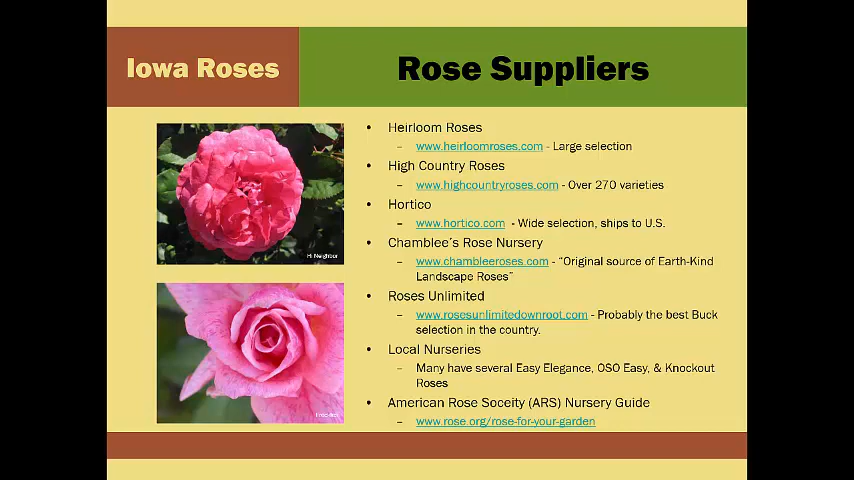 Iowa Roses
Rose Suppliers
• Heirloom Roses
– www.heirloomroses.com - Large selection
• High Country Roses
– www.highcountryroses.com - Over 270 varieties
• Hortico
– www.hortico.com - Wide selection, ships to U.S.
• Chamblee's Rose Nursery
– www.chambleeroses.com - "Original source of Earth-Kind
Landscape Roses"
• Roses Unlimited
– www.rosesunlimitedownroot.com - Probably the best Buck
selection in the country.
• Local Nurseries
– Many have several Easy Elegance, OSO Easy, & Knockout
Roses
• American Rose Soceity (ARS) Nursery Guide
– www.rose.org/rose-for-your-garden
Hi Neighbor